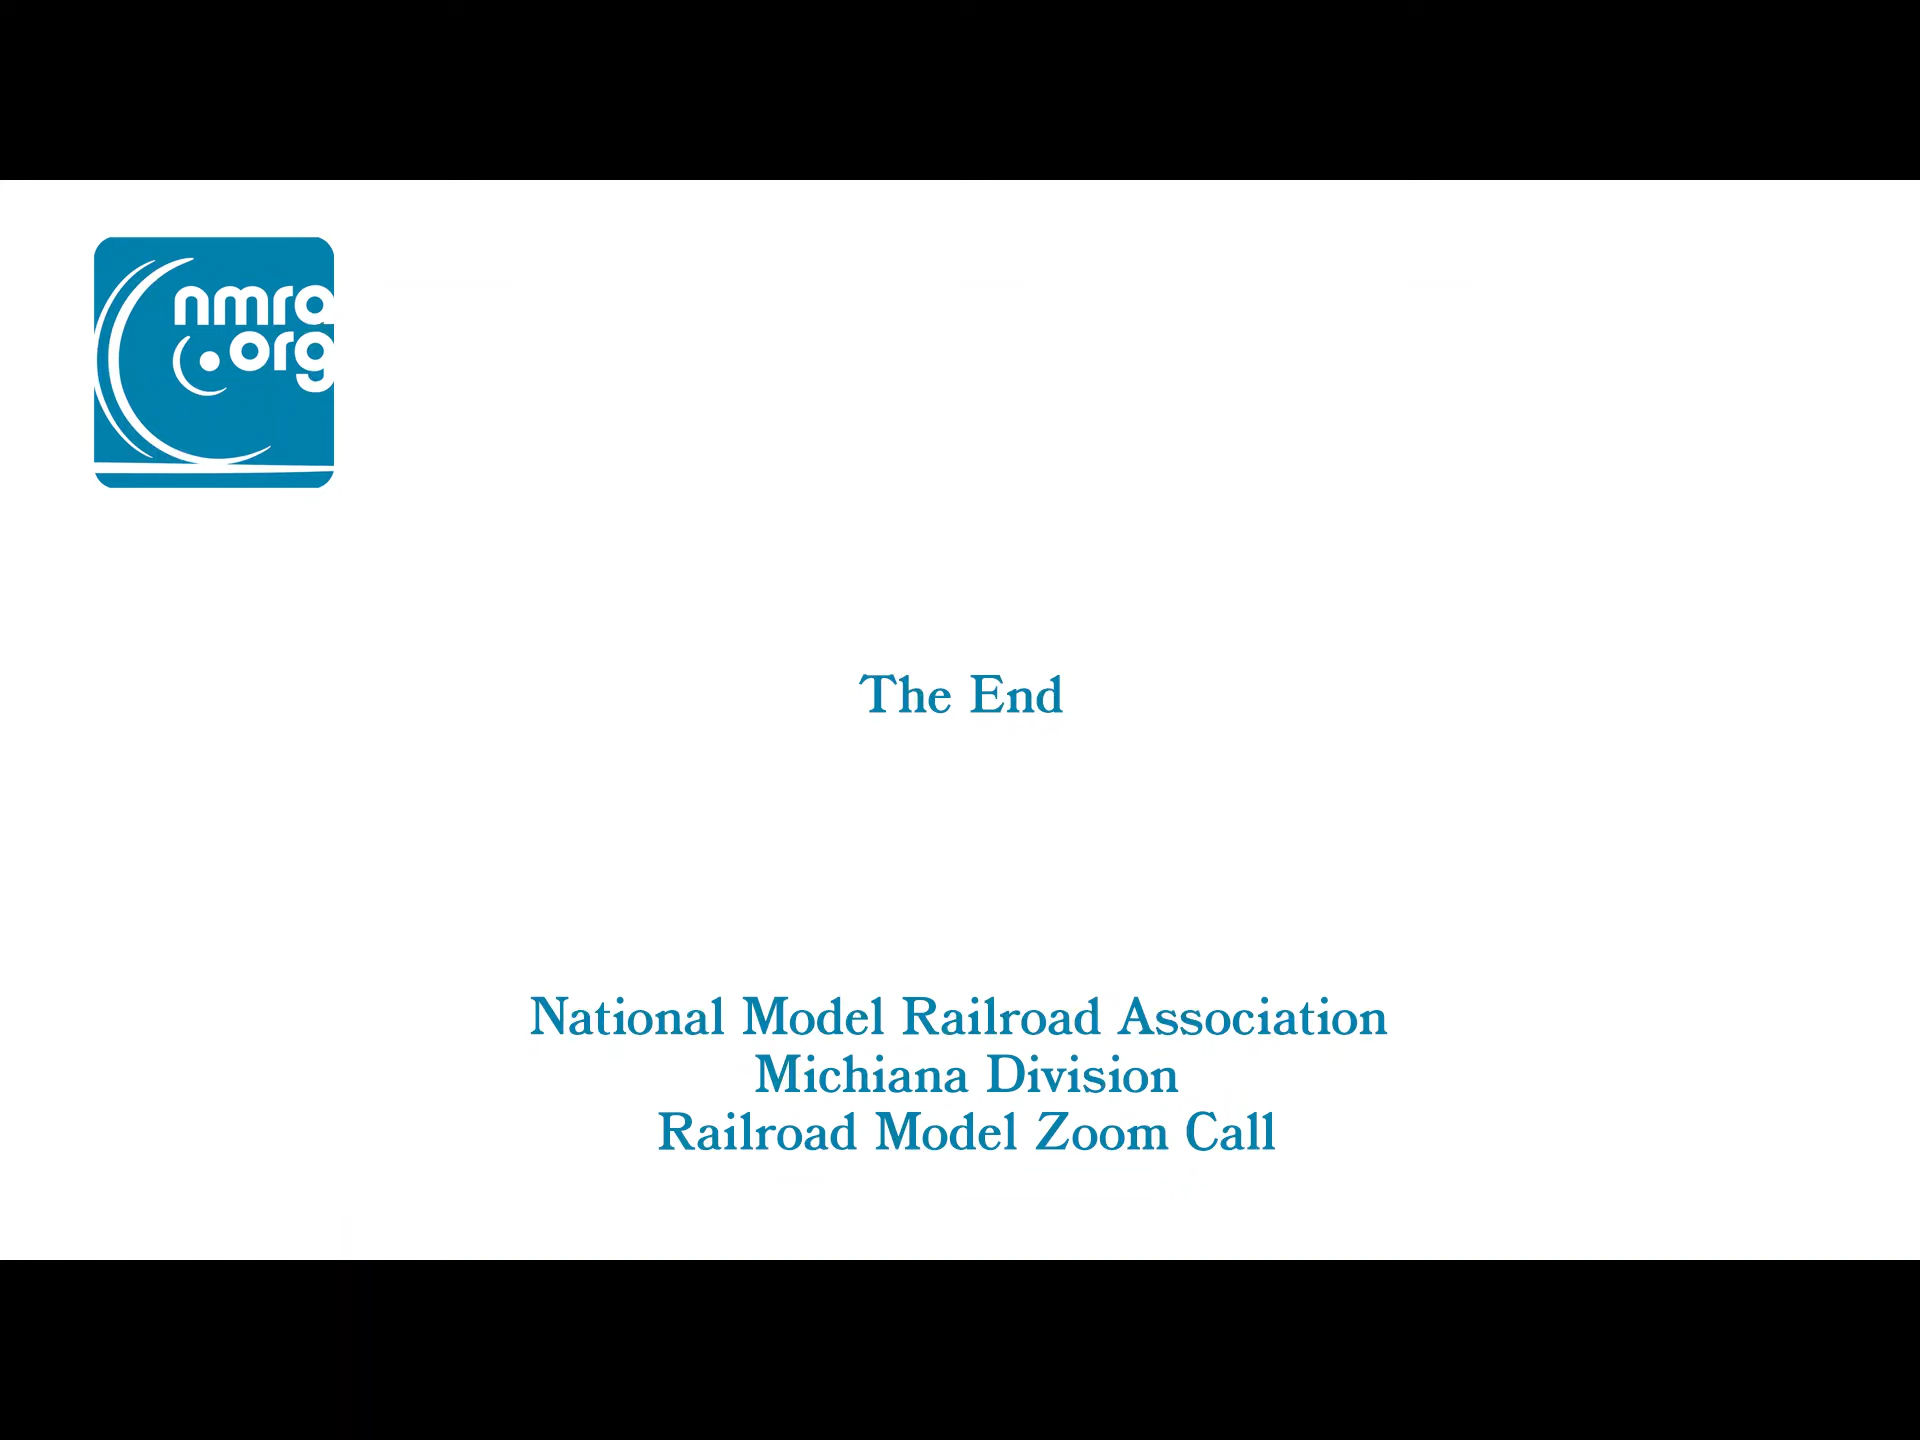 nmra
.org
The End
National Model Railroad Association
Michiana Division
Railroad Model Zoom Call